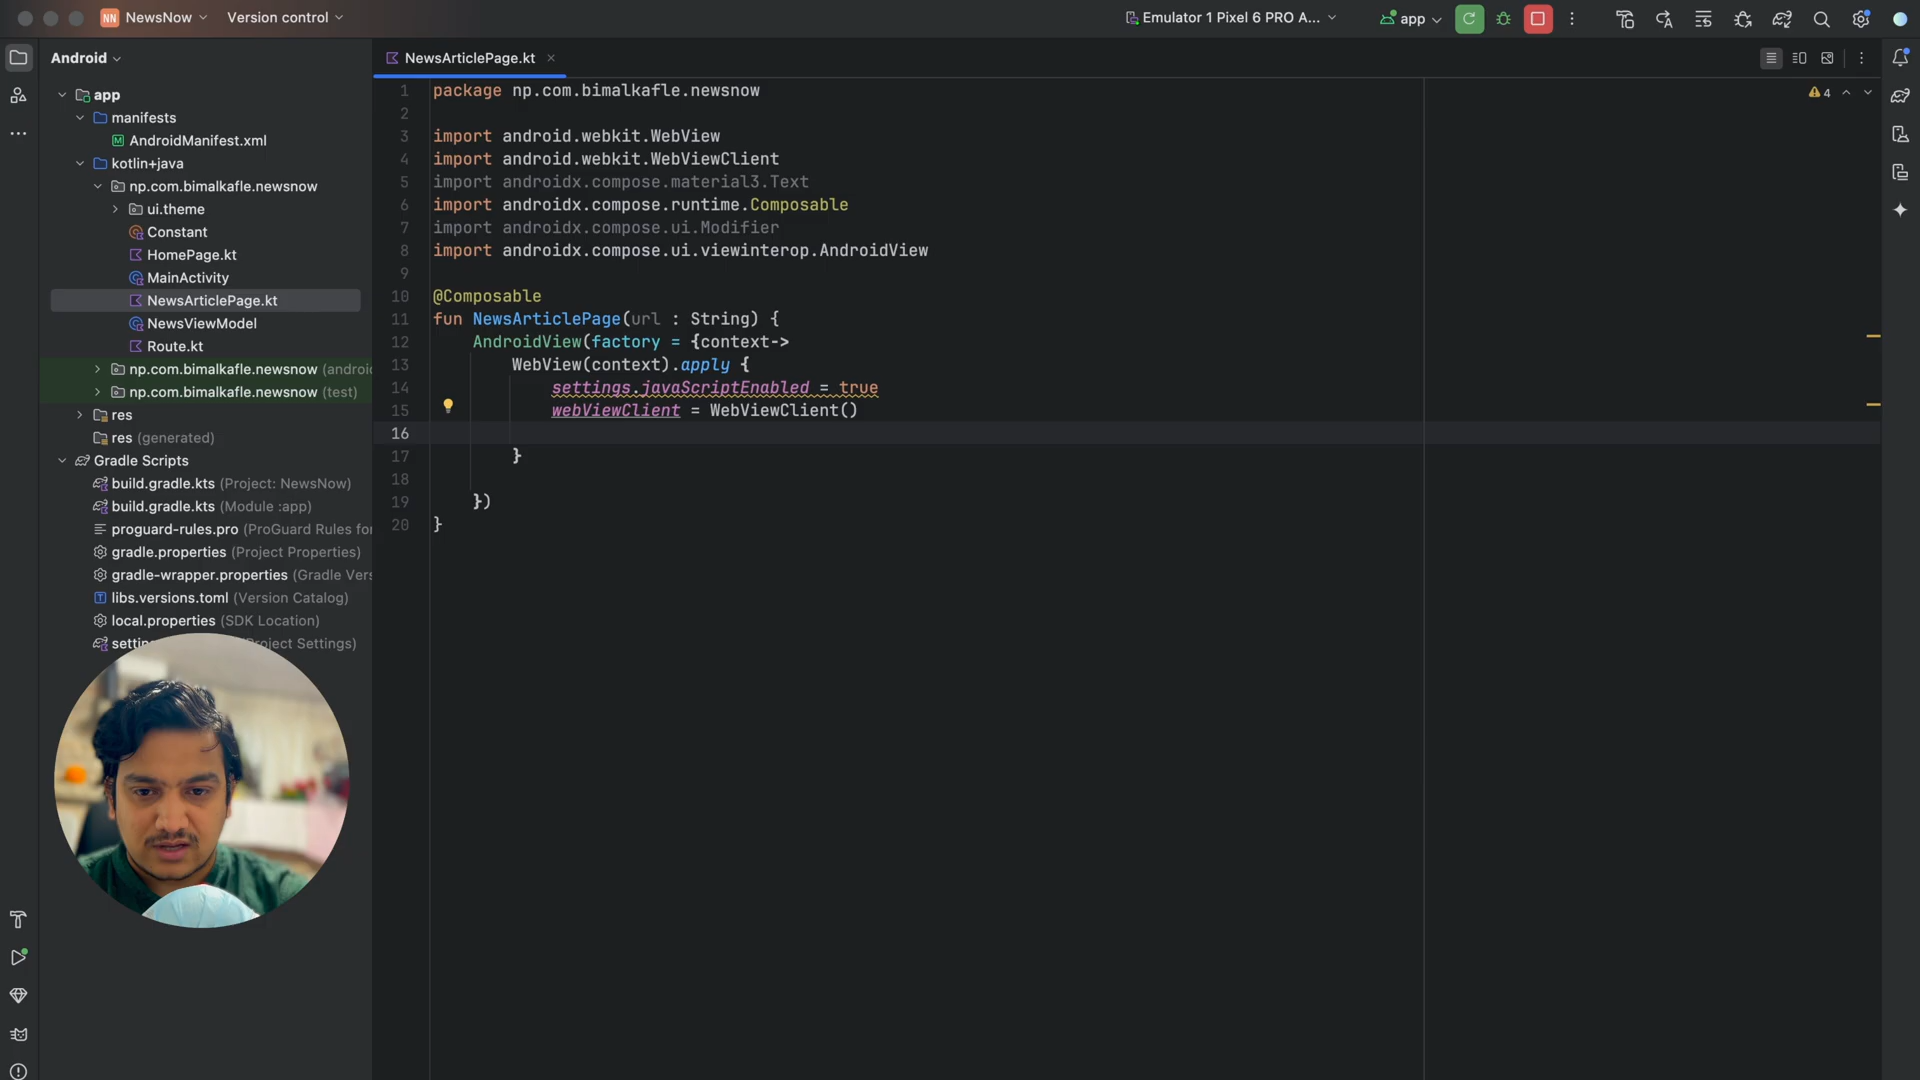 NN NewsNow Version control Emulator 1 Pixel 6 PRO A... app
Android
NewsArticlePage.kt
app
manifests
AndroidManifest.xml
kotlin+java
np.com.bimalkafle.newsnow
ui.theme
Constant
HomePage.kt
MainActivity
NewsArticlePage.kt
NewsViewModel
Route.kt
np.com.bimalkafle.newsnow (androi
np.com.bimalkafle.newsnow (test)
res
res (generated)
Gradle Scripts
build.gradle.kts (Project: NewsNow)
build.gradle.kts (Module :app)
proguard-rules.pro (ProGuard Rules fo
gradle.properties (Project Properties)
gradle-wrapper.properties (Gradle Vers
libs.versions.toml (Version Catalog)
local.properties (SDK Location)
settin roject Settings)
4
1 package np.com.bimalkafle.newsnow
2
3 import android.webkit.WebView
4 import android.webkit.WebViewClient
5 import androidx.compose.material3.Text
6 import androidx.compose.runtime.Composable
7 import androidx.compose.ui.Modifier
8 import androidx.compose.ui.viewinterop.AndroidView
9
10 @Composable
11 fun NewsArticlePage(url : String) {
12 AndroidView(factory = {context->
13 WebView(context).apply {
14 settings.javaScriptEnabled = true
15 webViewClient = WebViewClient()
16
17 }
18
19 })
20 }